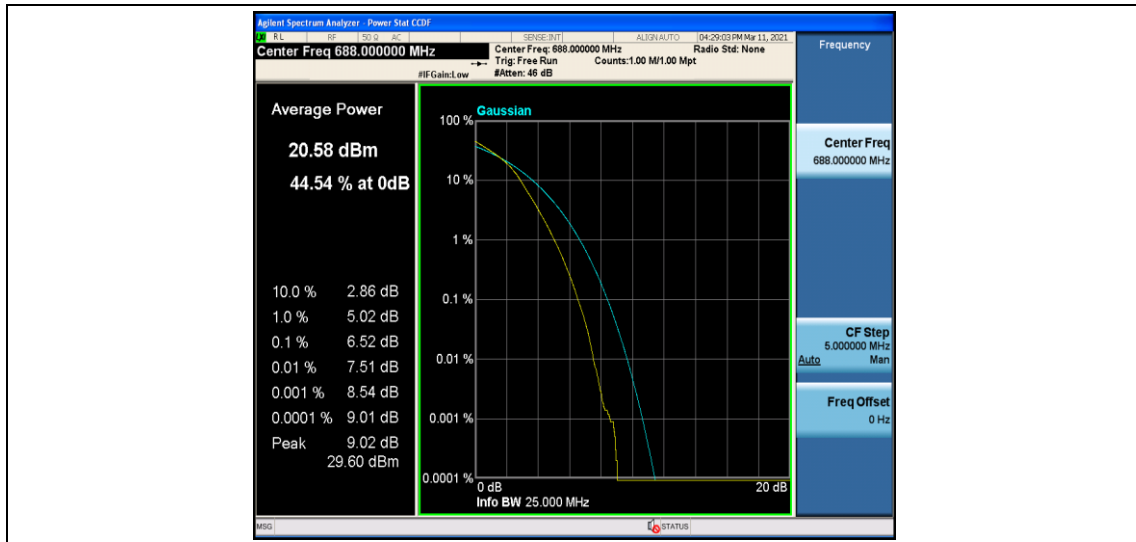 Agilent Spectrum Analyzer - Power Stat CCDF
RL RF 50 Ω AC SENSE:INT ALIGN AUTO 04:29:03 PM Mar 11, 2021
Center Freq 688.000000 MHz
Center Freq: 688.000000 MHz Radio Std: None
Trig: Free Run Counts:1.00 M/1.00 Mpt
#IFGain:Low #Atten: 46 dB
Frequency
Average Power
20.58 dBm
44.54 % at 0dB
10.0 % 2.86 dB
1.0 % 5.02 dB
0.1 % 6.52 dB
0.01 % 7.51 dB
0.001 % 8.54 dB
0.0001 % 9.01 dB
Peak 9.02 dB
29.60 dBm
Gaussian
100 %
10 %
1 %
0.1 %
0.01 %
0.001 %
0.0001 %
0 dB 20 dB
Info BW 25.000 MHz
Center Freq
688.000000 MHz
CF Step
5.000000 MHz
Auto Man
Freq Offset
0 Hz
MSG STATUS